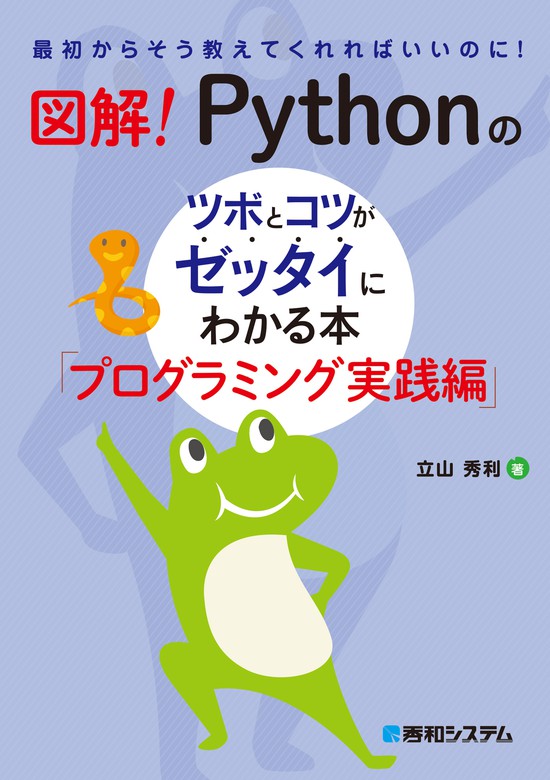 最初からそう教えてくれればいいのに!
図解! Pythonの
ツボとコツが
ゼッタイに
わかる本
「プログラミング実践編」
立山 秀利 著
秀和システム